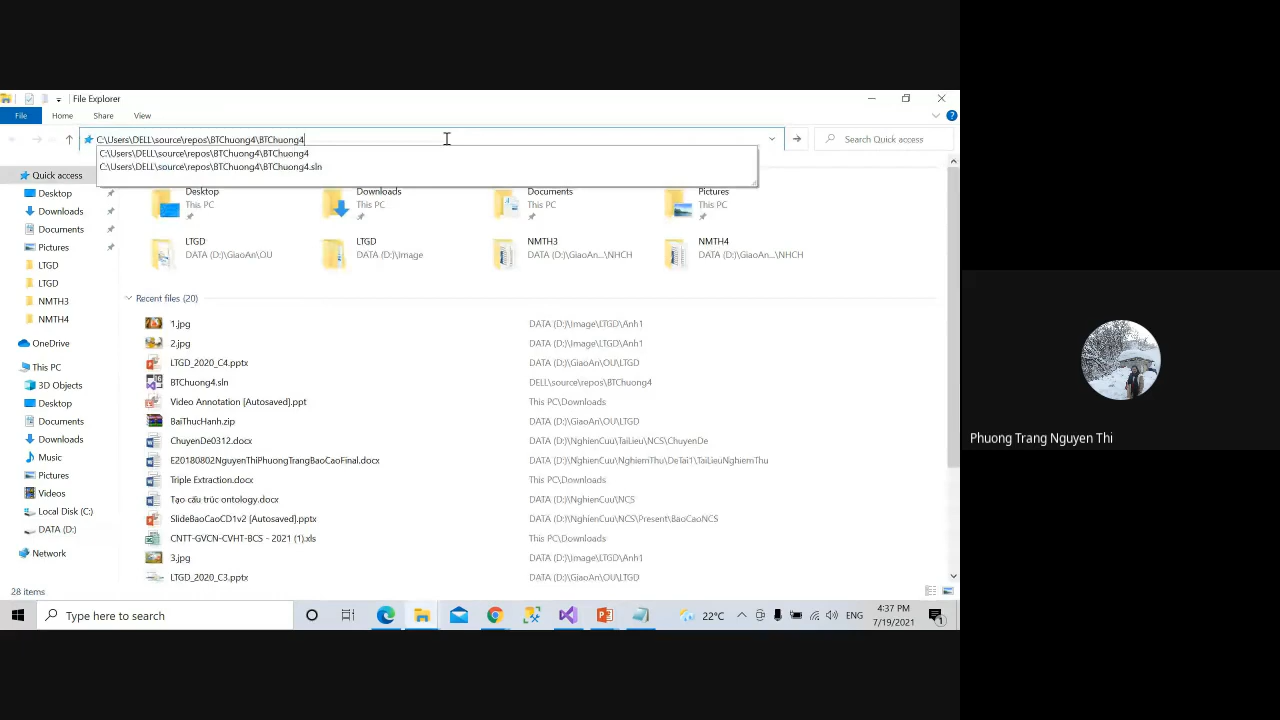 File Explorer
File Home Share View
C:\Users\DELL\source\repos\BTChuong4\BTChuong4
Search Quick access
C:\Users\DELL\source\repos\BTChuong4\BTChuong4
C:\Users\DELL\source\repos\BTChuong4\BTChuong4.sln
Quick access
Desktop
Downloads
Documents
Pictures
LTGD
LTGD
NMTH3
NMTH4
OneDrive
This PC
3D Objects
Desktop
Documents
Downloads
Music
Pictures
Videos
Local Disk (C:)
DATA (D:)
Network
Desktop
This PC
Downloads
This PC
Documents
This PC
Pictures
This PC
LTGD
DATA (D:)\GiaoAn\OU
LTGD
DATA (D:)\Image
NMTH3
DATA (D:)\GiaoAn...\NHCH
NMTH4
DATA (D:)\GiaoAn...\NHCH
Recent files (20)
1.jpg DATA (D:)\Image\LTGD\Anh1
2.jpg DATA (D:)\Image\LTGD\Anh1
LTGD_2020_C4.pptx DATA (D:)\GiaoAn\OU\LTGD
BTChuong4.sln DELL\source\repos\BTChuong4
Video Annotation [Autosaved].ppt This PC\Downloads
BaiThucHanh.zip DATA (D:)\GiaoAn\OU\LTGD
ChuyenDe0312.docx DATA (D:)\NghienCuu\TaiLieu\NCS\ChuyenDe
E20180802NguyenThiPhuongTrangBaoCaoFinal.docx DATA (D:)\NghienCuu\NghiemThu\DeTai1\TaiLieuNghiemThu
Triple Extraction.docx This PC\Downloads
Tạo cấu trúc ontology.docx DATA (D:)\NghienCuu\NCS
SlideBaoCaoCD1v2 [Autosaved].pptx DATA (D:)\NghienCuu\NCS\Present\BaoCaoNCS
CNTT-GVCN-CVHT-BCS - 2021 (1).xls This PC\Downloads
3.jpg DATA (D:)\Image\LTGD\Anh1
LTGD_2020_C3.pptx DATA (D:)\GiaoAn\OU\LTGD
28 items
Type here to search
22°C
ENG
4:37 PM
7/19/2021
1
Phuong Trang Nguyen Thi